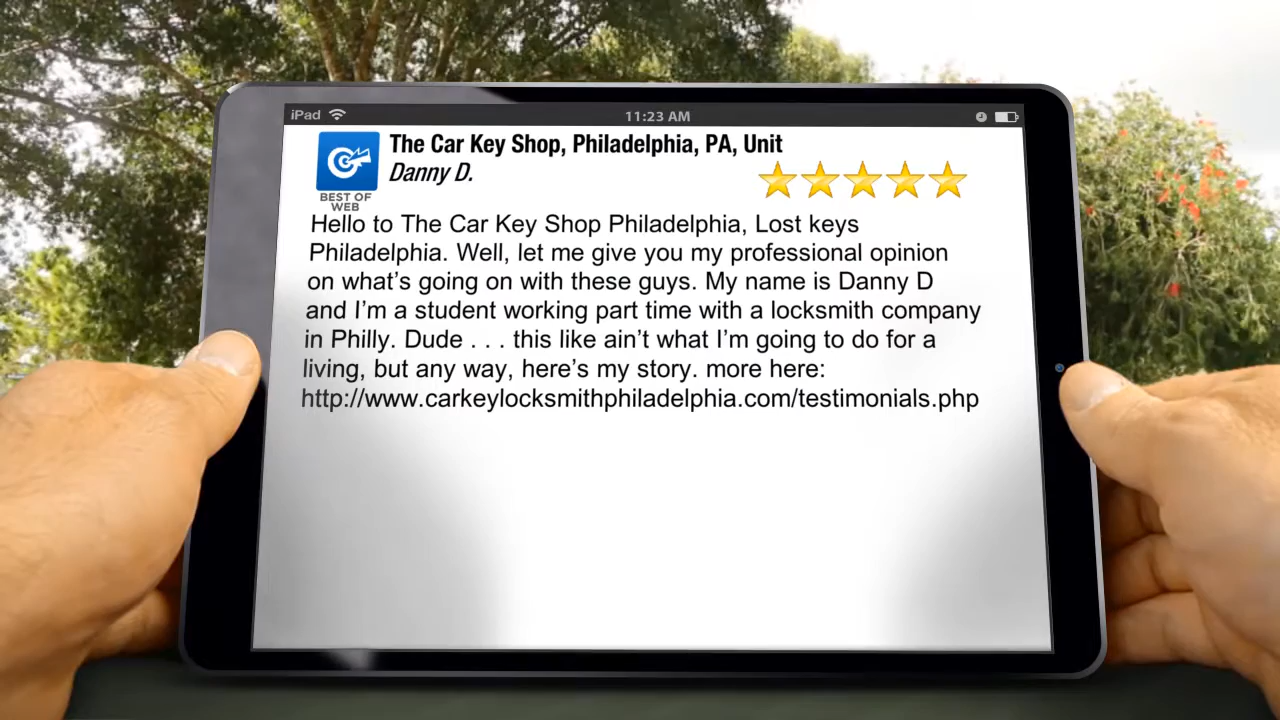 iPad
11:23 AM
The Car Key Shop, Philadelphia, PA, Unit
Danny D.
BEST OF
WEB
Hello to The Car Key Shop Philadelphia, Lost keys
Philadelphia. Well, let me give you my professional opinion
on what’s going on with these guys. My name is Danny D
and I’m a student working part time with a locksmith company
in Philly. Dude . . . this like ain’t what I’m going to do for a
living, but any way, here’s my story. more here:
http://www.carkeylocksmithphiladelphia.com/testimonials.php